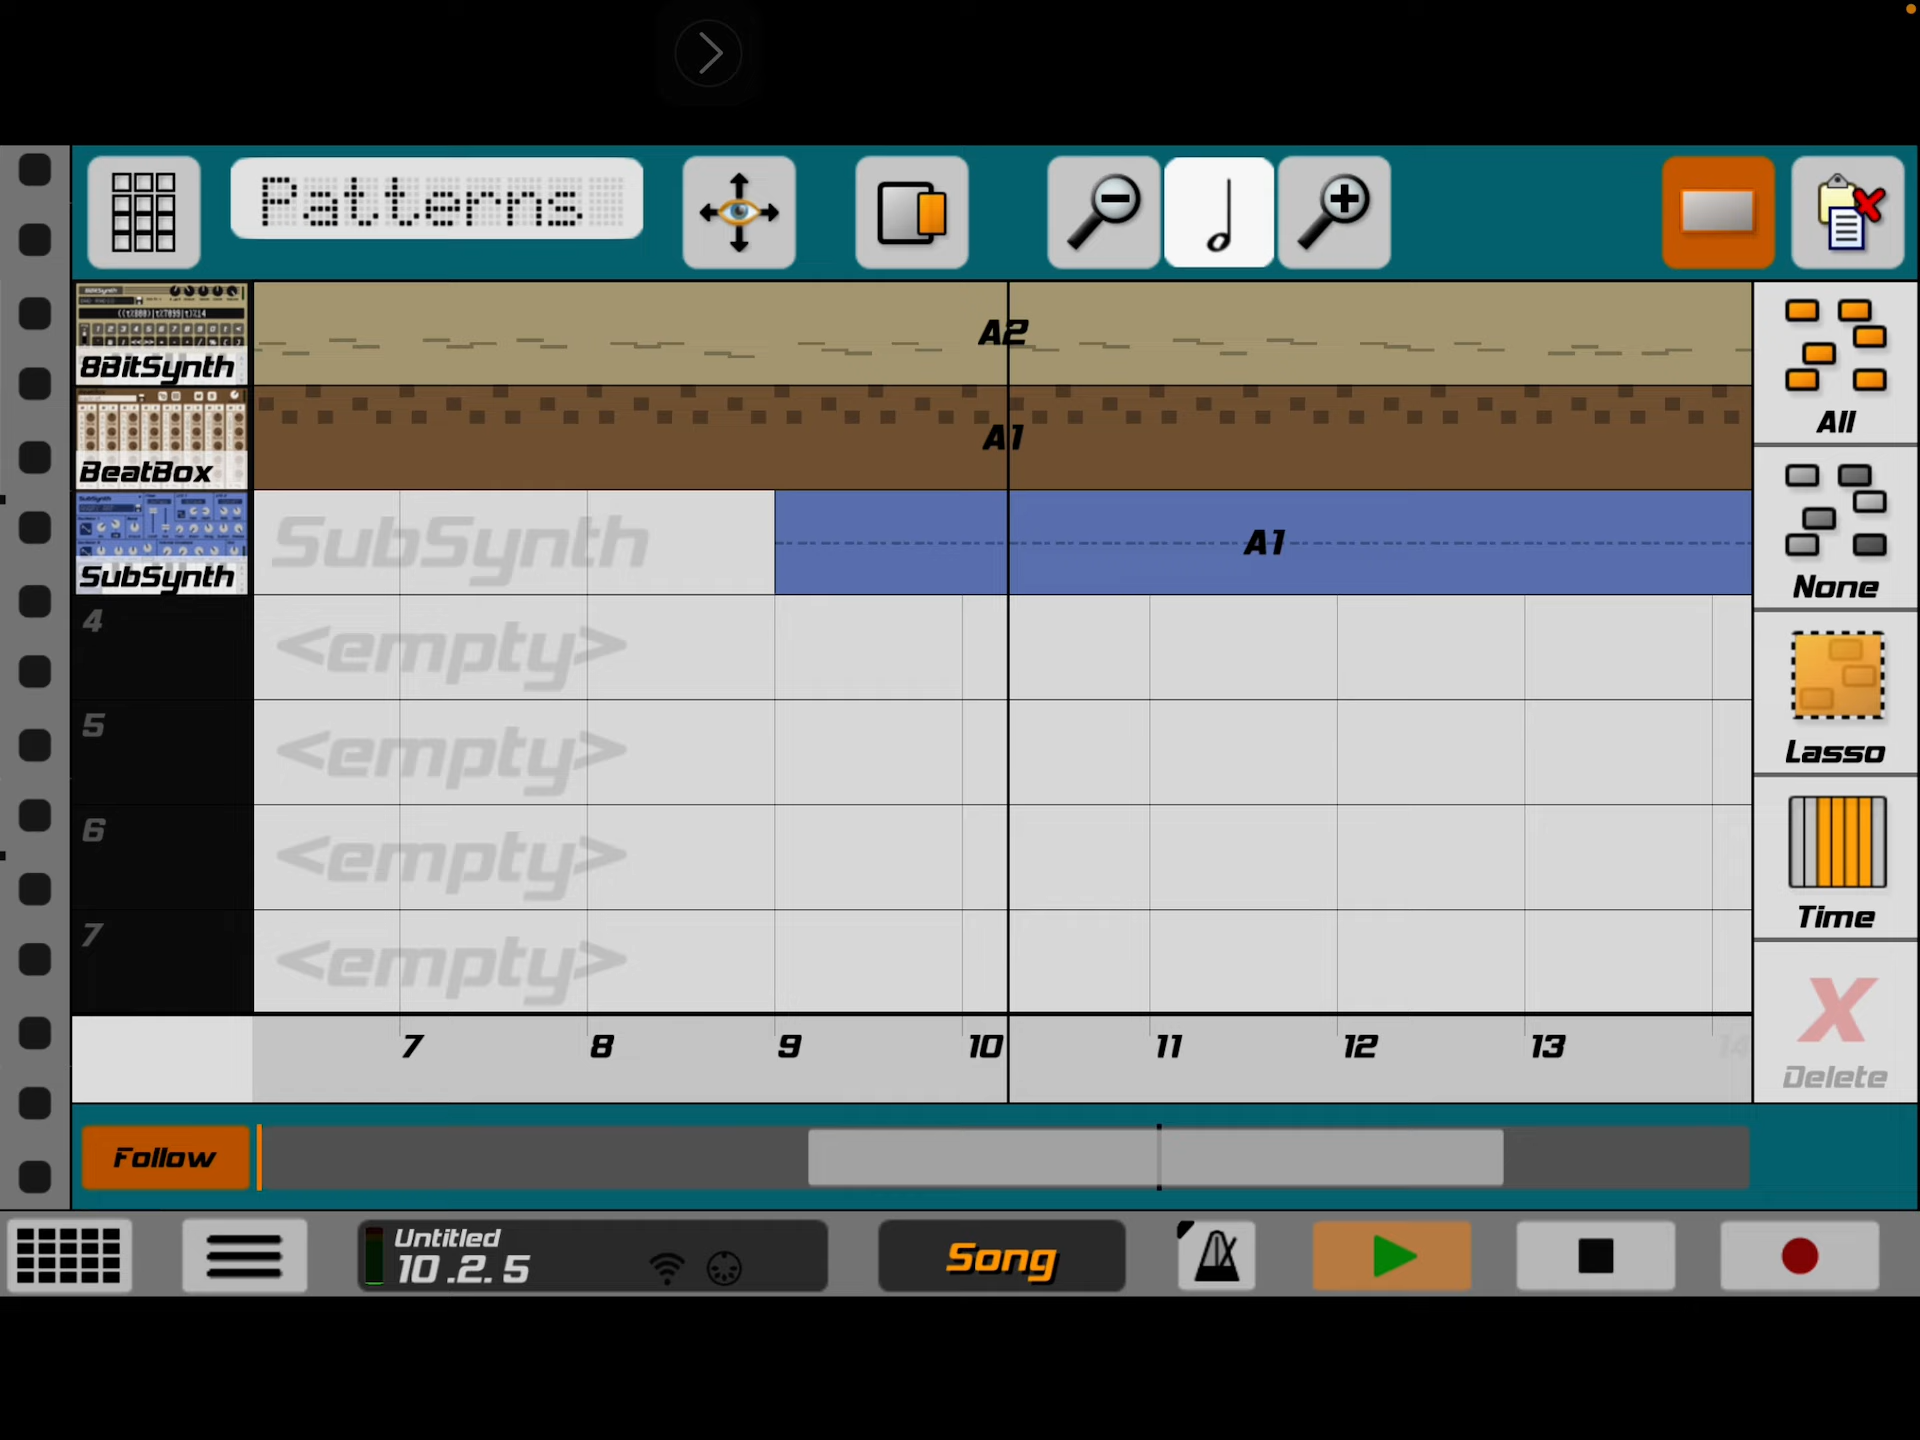 Patterns
8BitSynth
A2
All
BeatBox
A1
SubSynth
SubSynth
A1
None
4
<empty>
Lasso
5
<empty>
6
<empty>
Time
7
<empty>
Delete
7 8 9 10 11 12 13 14
Follow
Untitled
10 .2. 5
Song